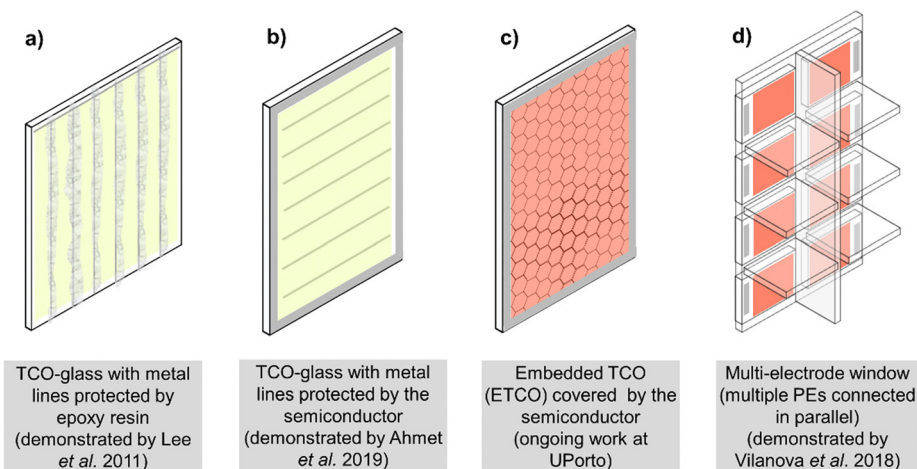 a)
b)
c)
d)
TCO-glass with metal
lines protected by
epoxy resin
(demonstrated by Lee
et al. 2011)
TCO-glass with metal
lines protected by the
semiconductor
(demonstrated by Ahmet
et al. 2019)
Embedded TCO
(ETCO) covered by the
semiconductor
(ongoing work at
UPorto)
Multi-electrode window
(multiple PEs connected
in parallel)
(demonstrated by
Vilanova et al. 2018)